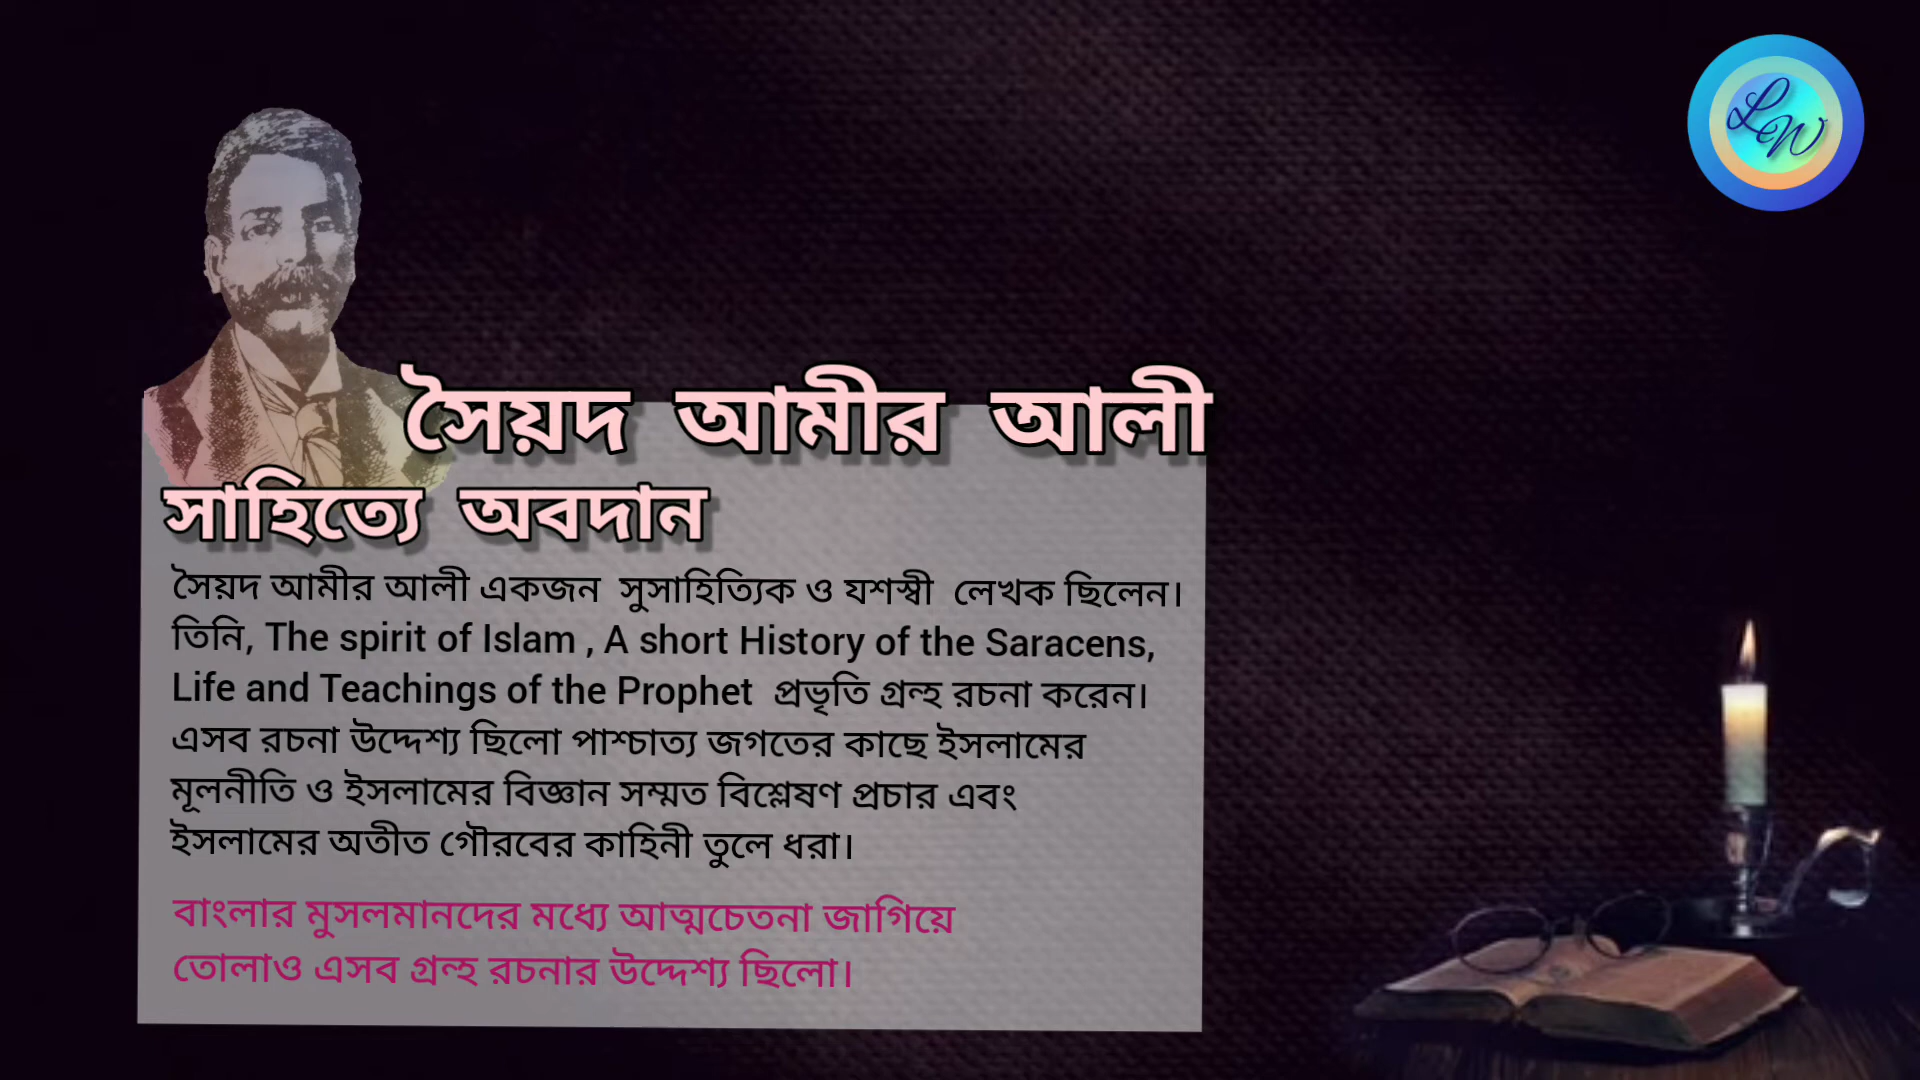 LW
সৈয়দ আমীর আলী
সাহিত্যে অবদান
সৈয়দ আমীর আলী একজন সুসাহিত্যিক ও যশস্বী লেখক ছিলেন।
তিনি, The spirit of Islam , A short History of the Saracens,
Life and Teachings of the Prophet প্রভৃতি গ্রন্হ রচনা করেন।
এসব রচনা উদ্দেশ্য ছিলো পাশ্চাত্য জগতের কাছে ইসলামের
মূলনীতি ও ইসলামের বিজ্ঞান সম্মত বিশ্লেষণ প্রচার এবং
ইসলামের অতীত গৌরবের কাহিনী তুলে ধরা।
বাংলার মুসলমানদের মধ্যে আত্মচেতনা জাগিয়ে
তোলাও এসব গ্রন্হ রচনার উদ্দেশ্য ছিলো।